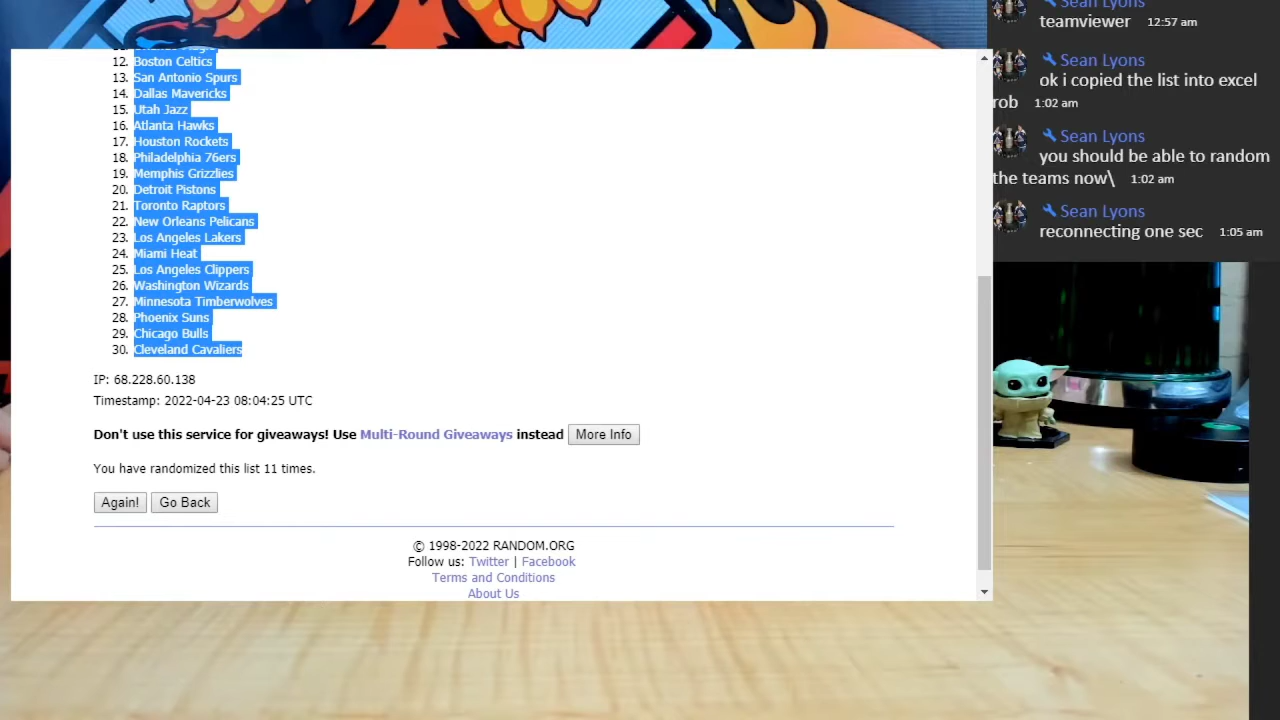 12. Boston Celtics
13. San Antonio Spurs
14. Dallas Mavericks
15. Utah Jazz
16. Atlanta Hawks
17. Houston Rockets
18. Philadelphia 76ers
19. Memphis Grizzlies
20. Detroit Pistons
21. Toronto Raptors
22. New Orleans Pelicans
23. Los Angeles Lakers
24. Miami Heat
25. Los Angeles Clippers
26. Washington Wizards
27. Minnesota Timberwolves
28. Phoenix Suns
29. Chicago Bulls
30. Cleveland Cavaliers
IP: 68.228.60.138
Timestamp: 2022-04-23 08:04:25 UTC
Don't use this service for giveaways! Use Multi-Round Giveaways instead More Info
You have randomized this list 11 times.
Again! Go Back
© 1998-2022 RANDOM.ORG
Follow us: Twitter | Facebook
Terms and Conditions
About Us
Sean Lyons
teamviewer 12:57 am
Sean Lyons
ok i copied the list into excel
rob 1:02 am
Sean Lyons
you should be able to random
the teams now\ 1:02 am
Sean Lyons
reconnecting one sec 1:05 am